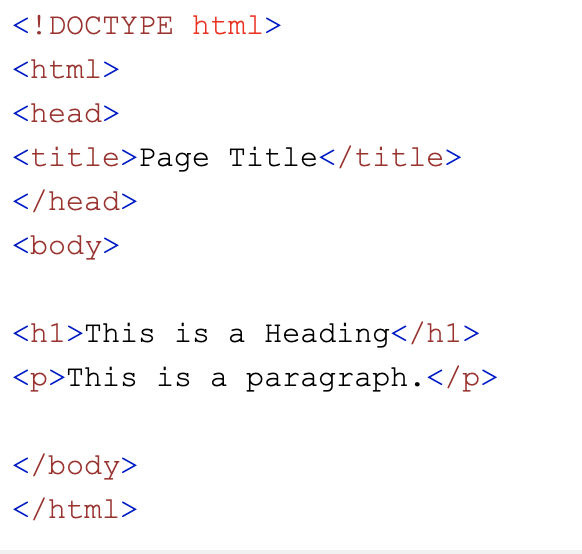 <!DOCTYPE html>
<html>
<head>
<title>Page Title</title>
</head>
<body>

<h1>This is a Heading</h1>
<p>This is a paragraph.</p>

</body>
</html>